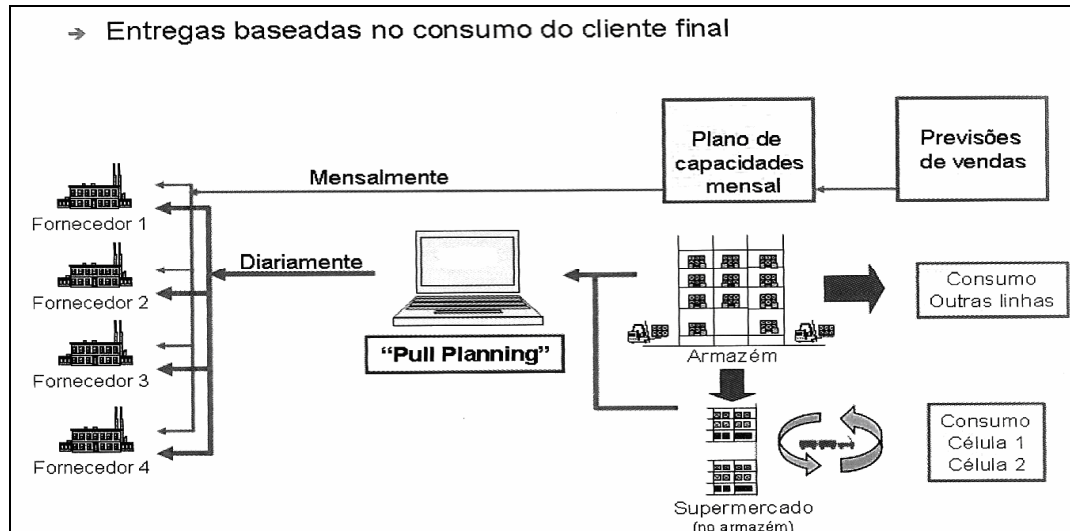 → Entregas baseadas no consumo do cliente final
Plano de
capacidades
mensal
Previsões
de vendas
Mensalmente
Fornecedor 1
Diariamente
Fornecedor 2
Fornecedor 3
Fornecedor 4
“Pull Planning”
Armazém
Consumo
Outras linhas
Consumo
Célula 1
Célula 2
Supermercado
(no armazém)